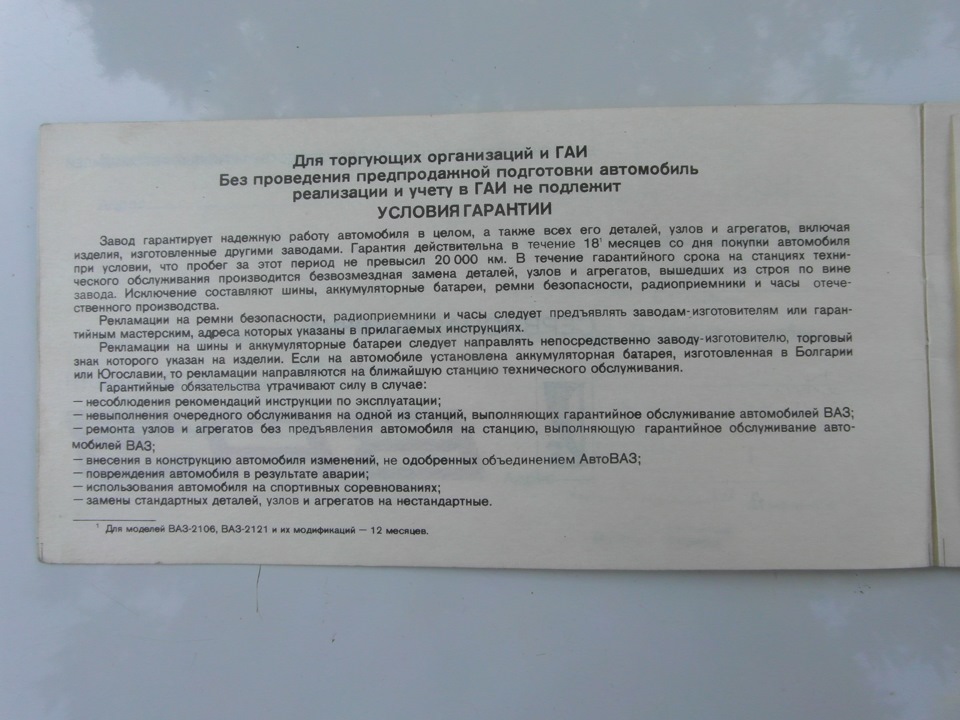 Для торгующих организаций и ГАИ
Без проведения предпродажной подготовки автомобиль
реализации и учету в ГАИ не подлежит
УСЛОВИЯ ГАРАНТИИ
Завод гарантирует надежную работу автомобиля в целом, а также всех его деталей, узлов и агрегатов, включая
изделия, изготовленные другими заводами. Гарантия действительна в течение 18¹ месяцев со дня покупки автомобиля
при условии, что пробег за этот период не превысил 20 000 км. В течение гарантийного срока на станциях техни-
ческого обслуживания производится безвозмездная замена деталей, узлов и агрегатов, вышедших из строя по вине
завода. Исключение составляют шины, аккумуляторные батареи, ремни безопасности, радиоприемники и часы отече-
ственного производства.
Рекламации на ремни безопасности, радиоприемники и часы следует предъявлять заводам-изготовителям или гаран-
тийным мастерским, адреса которых указаны в прилагаемых инструкциях.
Рекламации на шины и аккумуляторные батареи следует направлять непосредственно заводу-изготовителю, торговый
знак которого указан на изделии. Если на автомобиле установлена аккумуляторная батарея, изготовленная в Болгарии
или Югославии, то рекламации направляются на ближайшую станцию технического обслуживания.
Гарантийные обязательства утрачивают силу в случае:
— несоблюдения рекомендаций инструкции по эксплуатации;
— невыполнения очередного обслуживания на одной из станций, выполняющих гарантийное обслуживание автомобилей ВАЗ;
— ремонта узлов и агрегатов без предъявления автомобиля на станцию, выполняющую гарантийное обслуживание авто-
мобилей ВАЗ;
— внесения в конструкцию автомобиля изменений, не одобренных объединением АвтоВАЗ;
— повреждения автомобиля в результате аварии;
— использования автомобиля на спортивных соревнованиях;
— замены стандартных деталей, узлов и агрегатов на нестандартные.
¹ Для моделей ВАЗ-2106, ВАЗ-2121 и их модификаций — 12 месяцев.